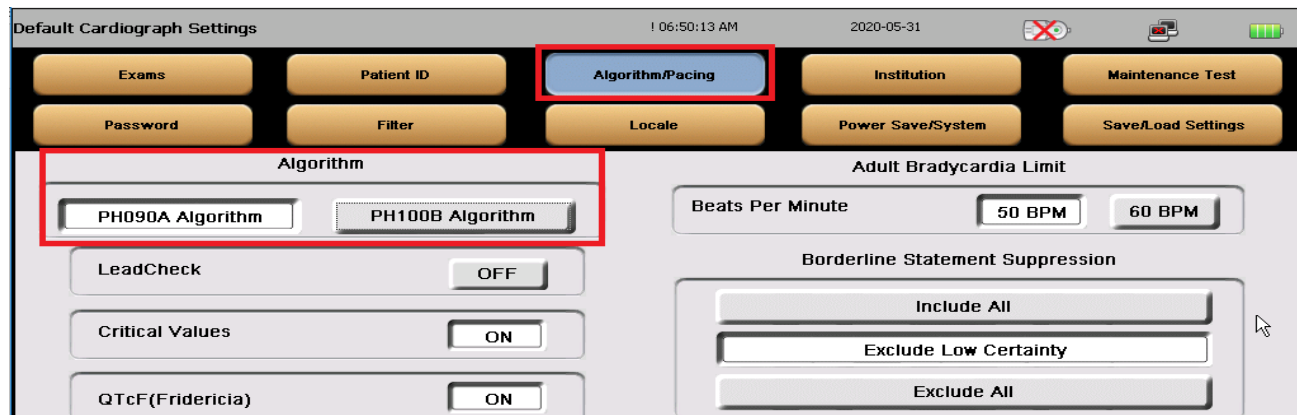 Default Cardiograph Settings ! 06:50:13 AM 2020-05-31
Exams Patient ID Algorithm/Pacing Institution Maintenance Test
Password Filter Locale Power Save/System Save/Load Settings
Algorithm
PH090A Algorithm PH100B Algorithm
LeadCheck OFF
Critical Values ON
QTcF(Fridericia) ON
Adult Bradycardia Limit
Beats Per Minute 50 BPM 60 BPM
Borderline Statement Suppression
Include All
Exclude Low Certainty
Exclude All